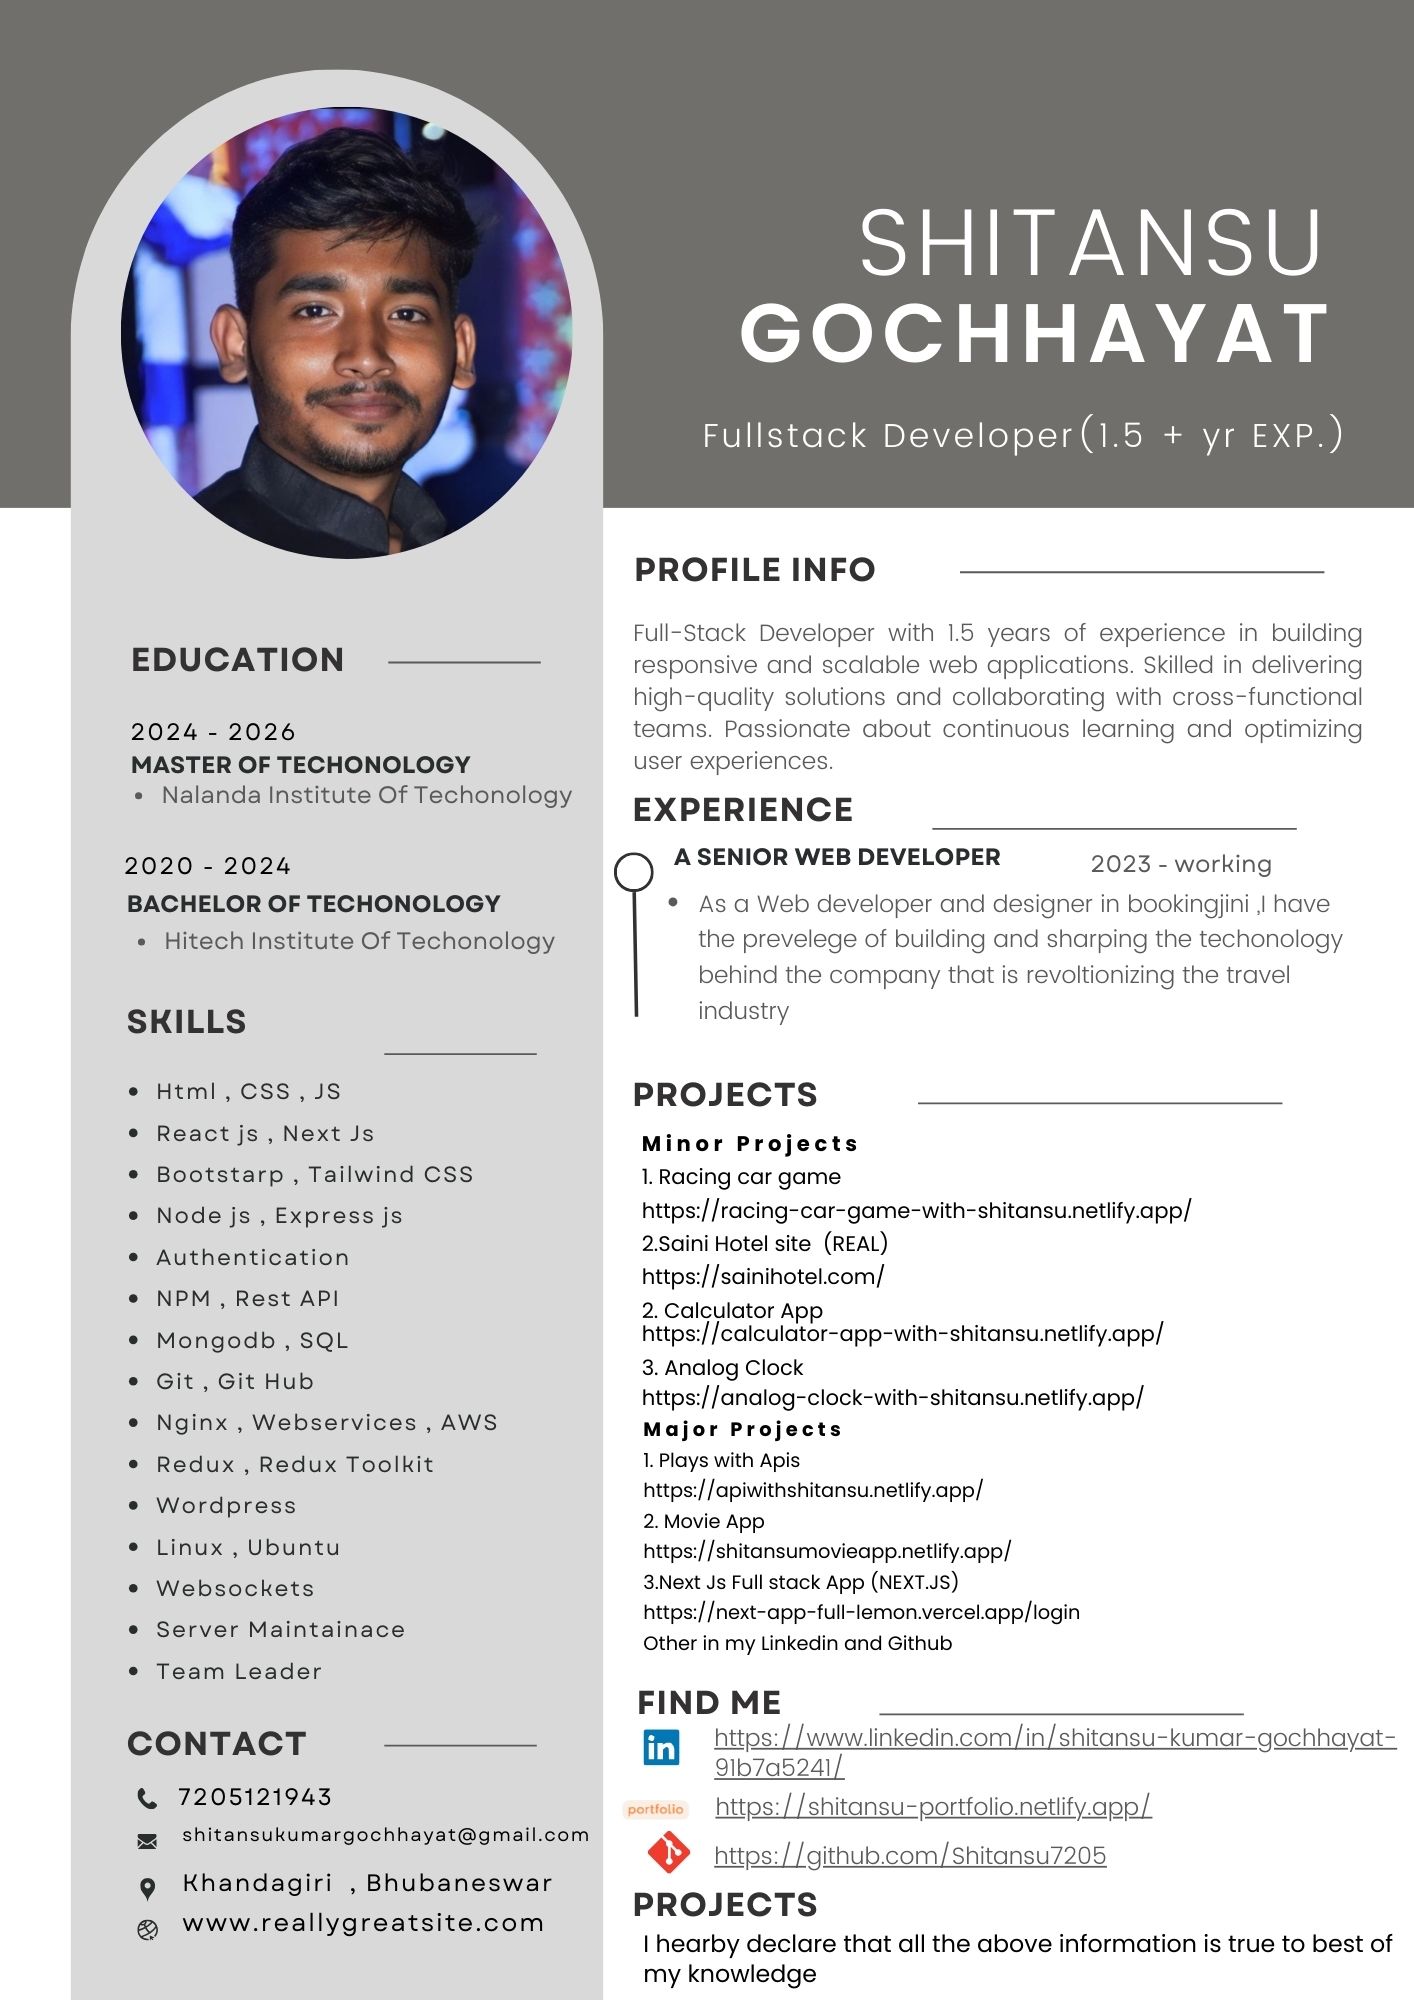 SHITANSU
GOCHHAYAT
Fullstack Developer(1.5 + yr EXP.)
EDUCATION
2024 - 2026
MASTER OF TECHONOLOGY
• Nalanda Institute Of Techonology
2020 - 2024
BACHELOR OF TECHONOLOGY
• Hitech Institute Of Techonology
SKILLS
• Html , CSS , JS
• React js , Next Js
• Bootstarp , Tailwind CSS
• Node js , Express js
• Authentication
• NPM , Rest API
• Mongodb , SQL
• Git , Git Hub
• Nginx , Webservices , AWS
• Redux , Redux Toolkit
• Wordpress
• Linux , Ubuntu
• Websockets
• Server Maintainace
• Team Leader
CONTACT
7205121943
shitansukumargochhayat@gmail.com
Khandagiri , Bhubaneswar
www.reallygreatsite.com
PROFILE INFO
Full-Stack Developer with 1.5 years of experience in building
responsive and scalable web applications. Skilled in delivering
high-quality solutions and collaborating with cross-functional
teams. Passionate about continuous learning and optimizing
user experiences.
EXPERIENCE
A SENIOR WEB DEVELOPER
2023 - working
• As a Web developer and designer in bookingjini ,I have
the prevelege of building and sharping the techonology
behind the company that is revoltionizing the travel
industry
PROJECTS
Minor Projects
1. Racing car game
https://racing-car-game-with-shitansu.netlify.app/
2.Saini Hotel site (REAL)
https://sainihotel.com/
2. Calculator App
https://calculator-app-with-shitansu.netlify.app/
3. Analog Clock
https://analog-clock-with-shitansu.netlify.app/
Major Projects
1. Plays with Apis
https://apiwithshitansu.netlify.app/
2. Movie App
https://shitansumovieapp.netlify.app/
3.Next Js Full stack App (NEXT.JS)
https://next-app-full-lemon.vercel.app/login
Other in my Linkedin and Github
FIND ME
in
https://www.linkedin.com/in/shitansu-kumar-gochhayat-
91b7a5241/
portfolio
https://shitansu-portfolio.netlify.app/
https://github.com/Shitansu7205
PROJECTS
I hearby declare that all the above information is true to best of
my knowledge